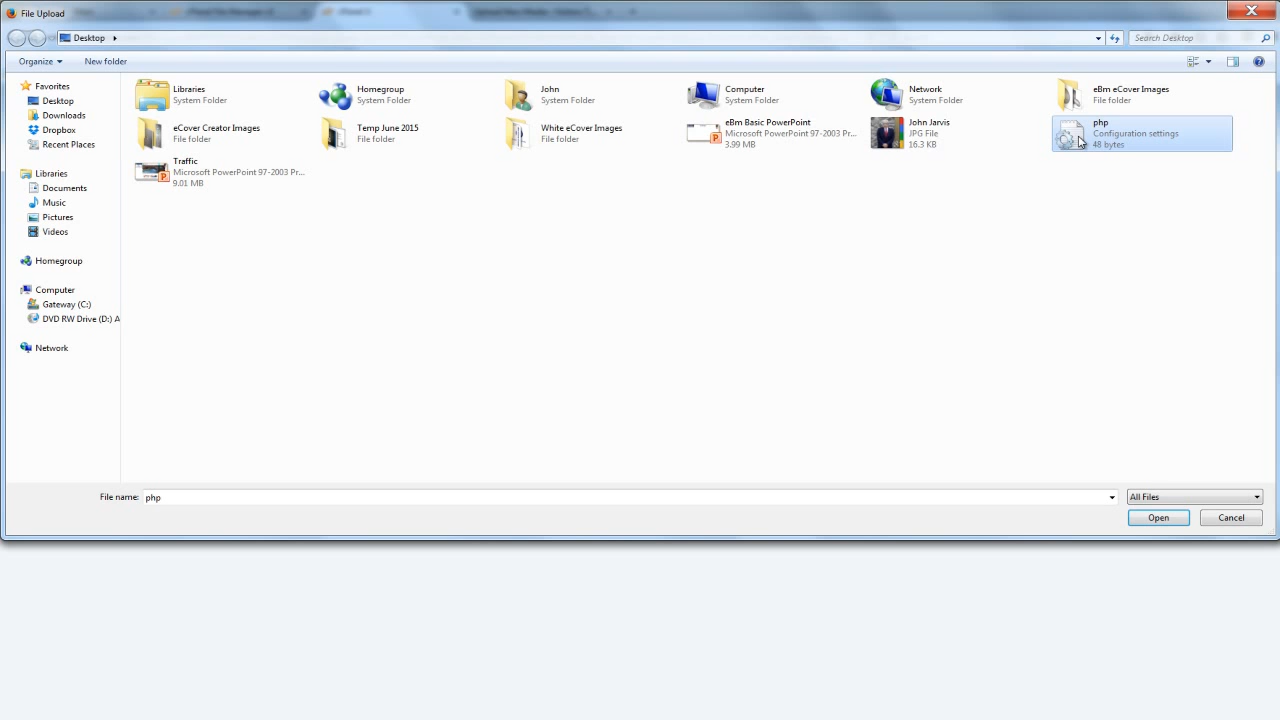 File Upload
Desktop
Search Desktop
Organize
New folder
Favorites
Desktop
Downloads
Dropbox
Recent Places
Libraries
Documents
Music
Pictures
Videos
Homegroup
Computer
Gateway (C:)
DVD RW Drive (D:) A
Network
Libraries
System Folder
Homegroup
System Folder
John
System Folder
Computer
System Folder
Network
System Folder
eBm eCover Images
File folder
eCover Creator Images
File folder
Temp June 2015
File folder
White eCover Images
File folder
eBm Basic PowerPoint
Microsoft PowerPoint 97-2003 Pr...
3.99 MB
John Jarvis
JPG File
16.3 KB
php
Configuration settings
48 bytes
Traffic
Microsoft PowerPoint 97-2003 Pr...
9.01 MB
File name: php
All Files
Open
Cancel